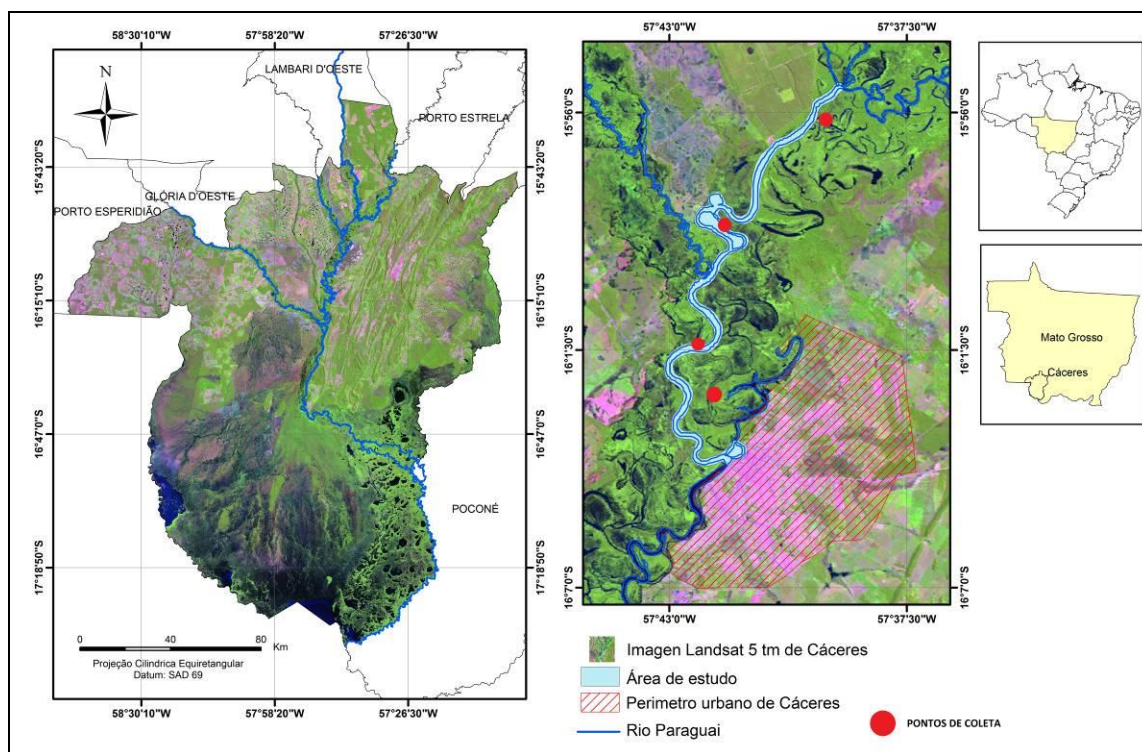 58°30'10"W
57°58'20"W
57°26'30"W
N
LAMBARI D'OESTE
PORTO ESTRELA
GLÓRIA D'OESTE
PORTO ESPERIDIÃO
POCONÉ
15°43'20"S
16°15'10"S
16°47'0"S
17°18'50"S
15°43'20"S
16°15'10"S
16°47'0"S
17°18'50"S
0
40
80
Km
Projeção Cilindrica Equiretangular
Datum: SAD 69
58°30'10"W
57°58'20"W
57°26'30"W
57°43'0"W
57°37'30"W
15°56'0"S
16°1'30"S
16°7'0"S
15°56'0"S
16°1'30"S
16°7'0"S
57°43'0"W
57°37'30"W
Mato Grosso
Cáceres
Imagen Landsat 5 tm de Cáceres
Área de estudo
Perimetro urbano de Cáceres
Rio Paraguai
PONTOS DE COLETA